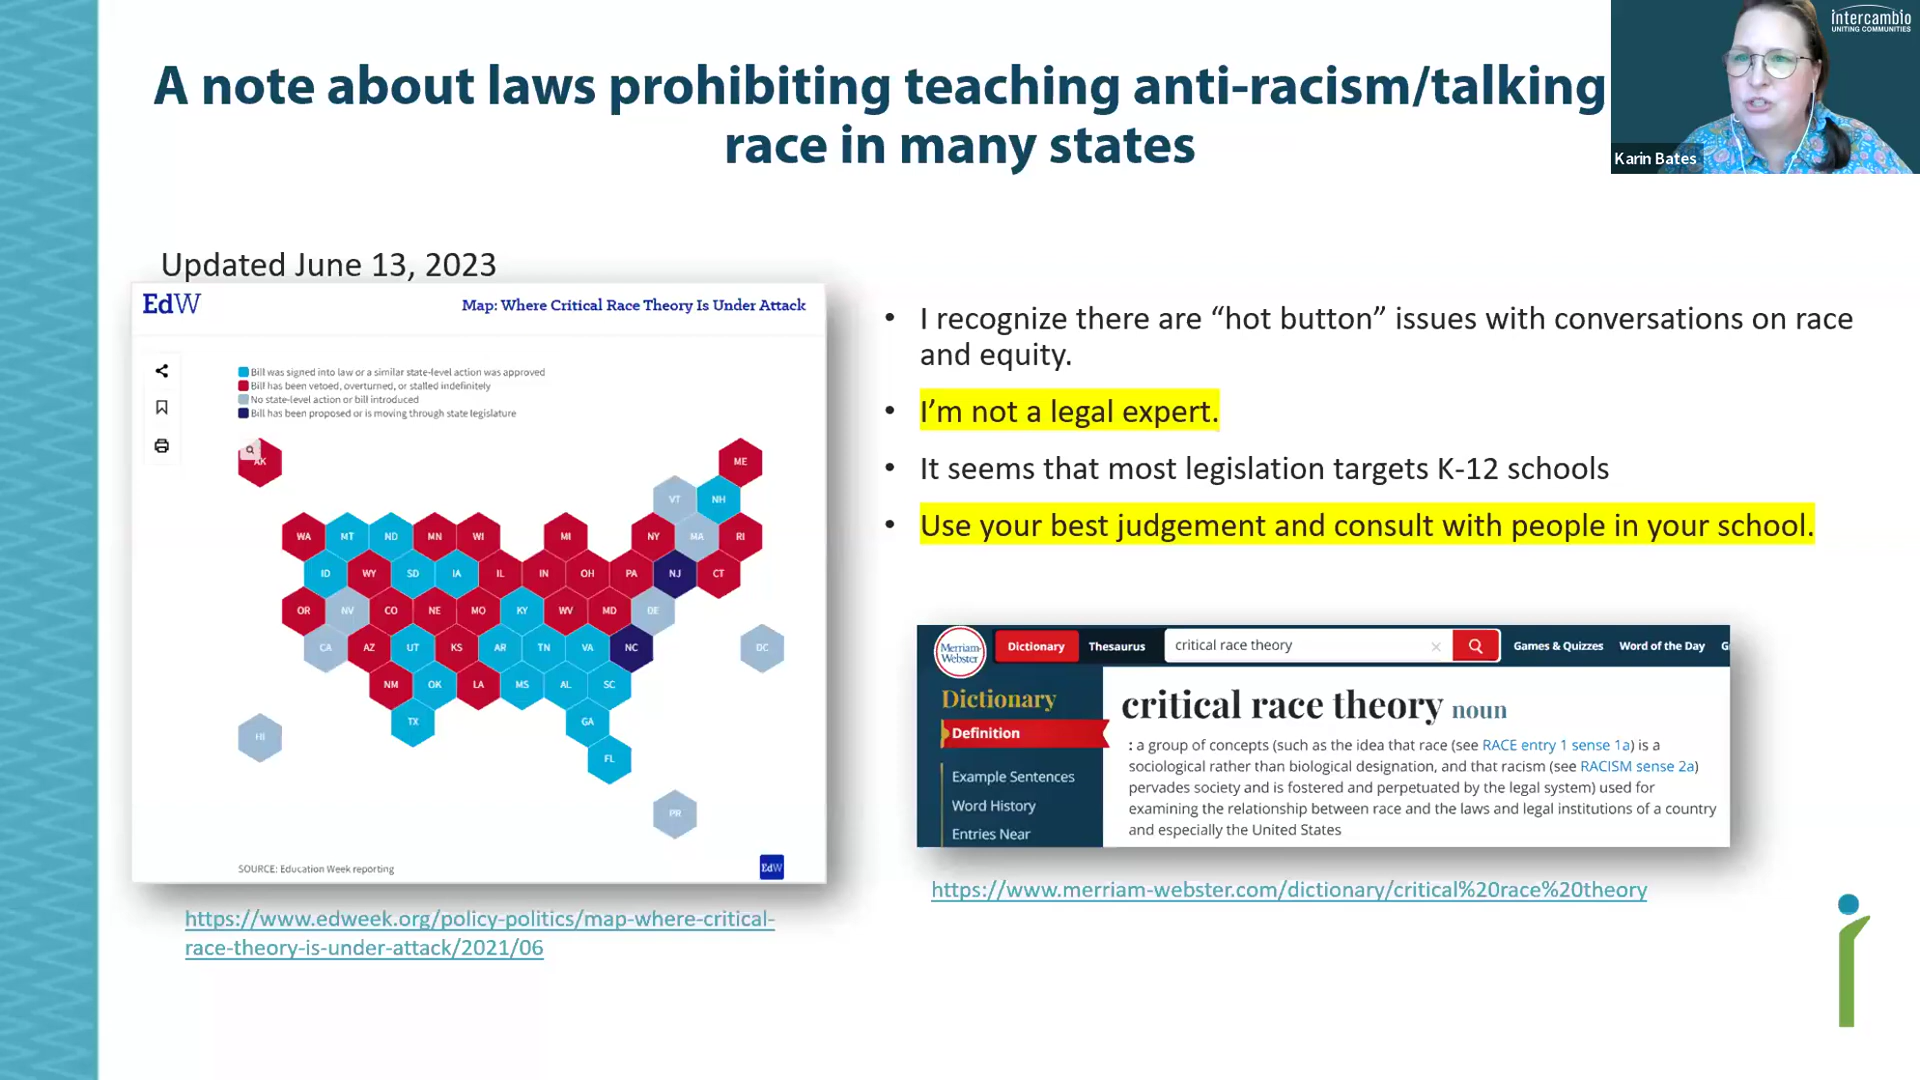 A note about laws prohibiting teaching anti-racism/talking
race in many states
intercambio
UNITING COMMUNITIES
Karin Bates
Updated June 13, 2023
EdW
Map: Where Critical Race Theory Is Under Attack
Bill was signed into law or a similar state-level action was approved
Bill has been vetoed, overturned, or stalled indefinitely
No state-level action or bill introduced
Bill has been proposed or is moving through state legislature
AK
ME
VT
NH
WA
MT
ND
MN
WI
MI
NY
MA
RI
ID
WY
SD
IA
IL
IN
OH
PA
NJ
CT
OR
NV
CO
NE
MO
KY
WV
MD
DE
CA
AZ
UT
KS
AR
TN
VA
NC
DC
NM
OK
LA
MS
AL
SC
TX
GA
HI
FL
PR
SOURCE: Education Week reporting
EdW
https://www.edweek.org/policy-politics/map-where-critical-
race-theory-is-under-attack/2021/06
• I recognize there are “hot button” issues with conversations on race
and equity.
• I’m not a legal expert.
• It seems that most legislation targets K-12 schools
• Use your best judgement and consult with people in your school.
Merriam-
Webster
Dictionary
Thesaurus
critical race theory
Games & Quizzes
Word of the Day
Dictionary
Definition
Example Sentences
Word History
Entries Near
critical race theory noun
: a group of concepts (such as the idea that race (see RACE entry 1 sense 1a) is a
sociological rather than biological designation, and that racism (see RACISM sense 2a)
pervades society and is fostered and perpetuated by the legal system) used for
examining the relationship between race and the laws and legal institutions of a country
and especially the United States
https://www.merriam-webster.com/dictionary/critical%20race%20theory